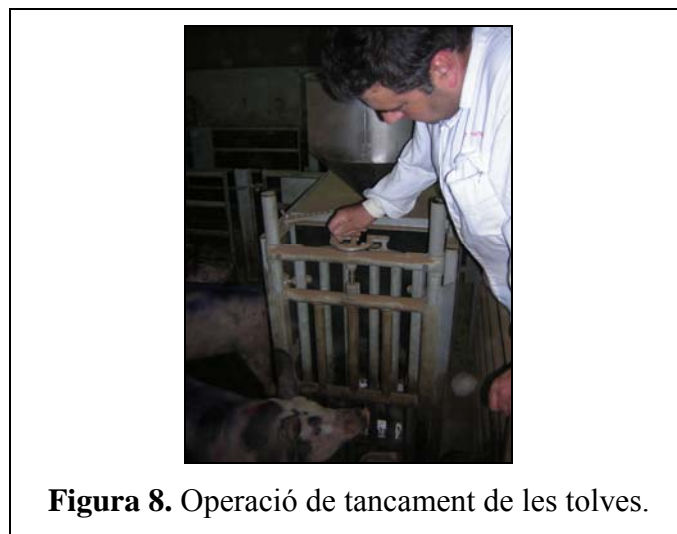 Figura 8. Operació de tancament de les tolves.